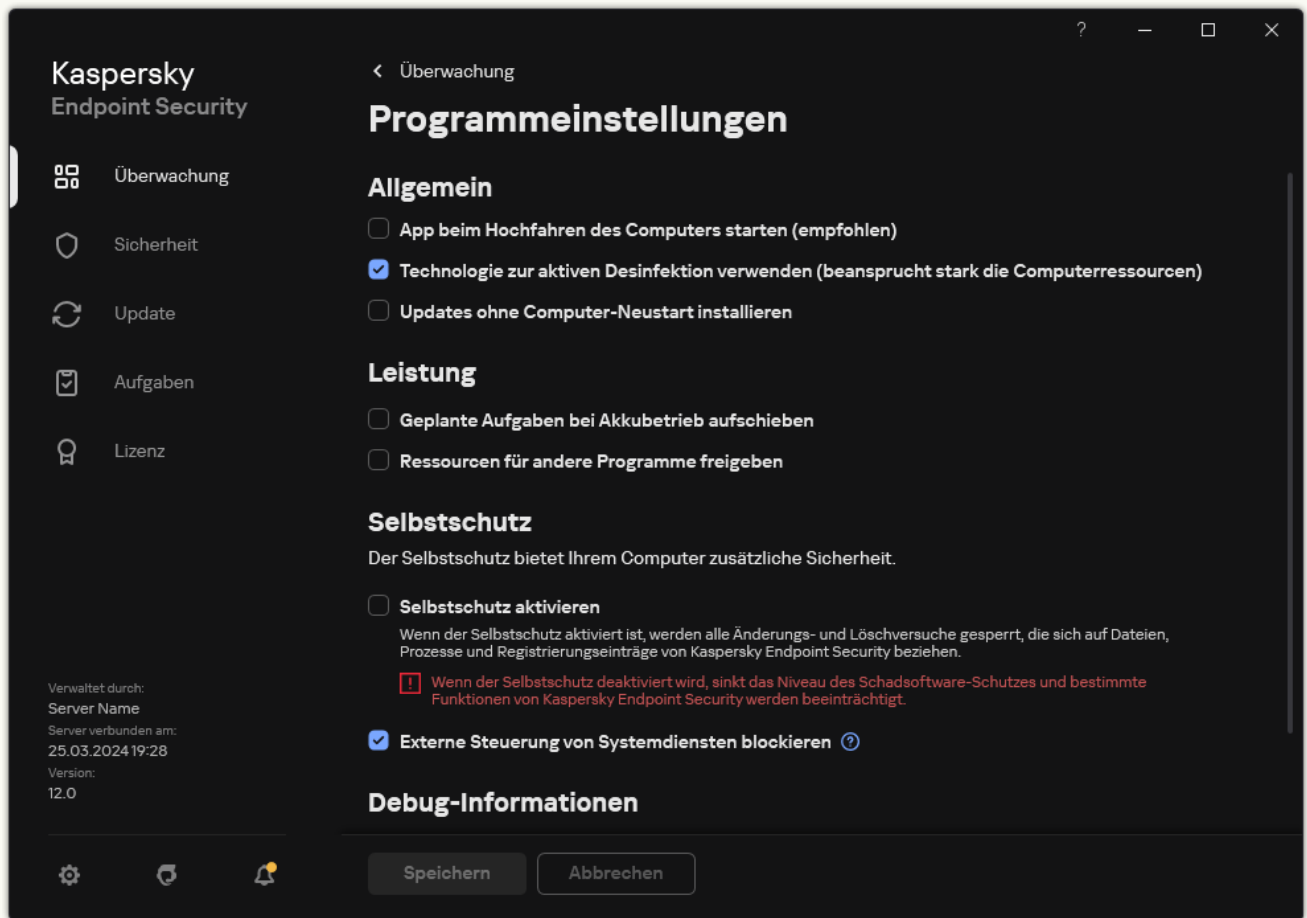 ?
Kaspersky
Endpoint Security
Überwachung
Sicherheit
Update
Aufgaben
Lizenz
Verwaltet durch:
Server Name
Server verbunden am:
25.03.2024 19:28
Version:
12.0
Überwachung
Programmeinstellungen
Allgemein
App beim Hochfahren des Computers starten (empfohlen)
Technologie zur aktiven Desinfektion verwenden (beansprucht stark die Computerressourcen)
Updates ohne Computer-Neustart installieren
Leistung
Geplante Aufgaben bei Akkubetrieb aufschieben
Ressourcen für andere Programme freigeben
Selbstschutz
Der Selbstschutz bietet Ihrem Computer zusätzliche Sicherheit.
Selbstschutz aktivieren
Wenn der Selbstschutz aktiviert ist, werden alle Änderungs- und Löschversuche gesperrt, die sich auf Dateien,
Prozesse und Registrierungseinträge von Kaspersky Endpoint Security beziehen.
! Wenn der Selbstschutz deaktiviert wird, sinkt das Niveau des Schadsoftware-Schutzes und bestimmte
Funktionen von Kaspersky Endpoint Security werden beeinträchtigt.
Externe Steuerung von Systemdiensten blockieren ?
Debug-Informationen
Speichern
Abbrechen